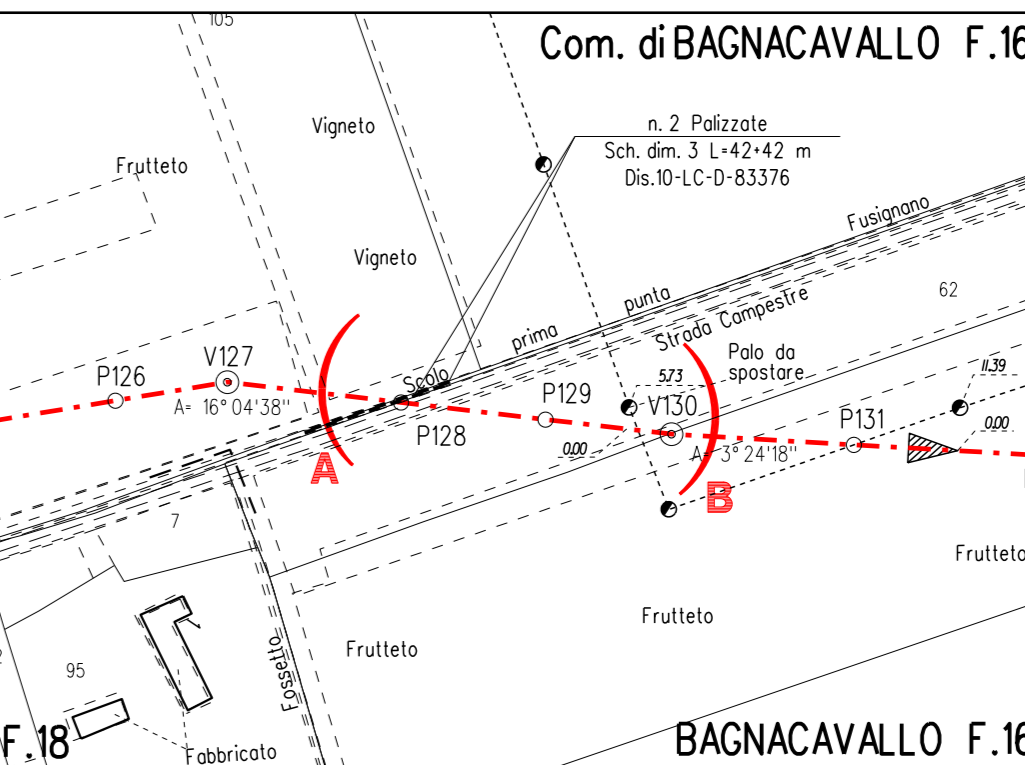 105
Com. di BAGNACAVALLO F.16
Vigneto
n. 2 Palizzate
Sch. dim. 3 L=42+42 m
Dis.10-LC-D-83376
Frutteto
Fusignano
Vigneto
punta
62
prima
Strada Campestre
Palo da
spostare
V127
P126
Scolo
5.73
11.39
A= 16° 04'38"
P129
V130
P128
P131
0.00
0.00
A= 3° 24'18"
A
B
7
Frutteto
Frutteto
Frutteto
Fossetto
95
F.18
BAGNACAVALLO F.16
Fabbricato